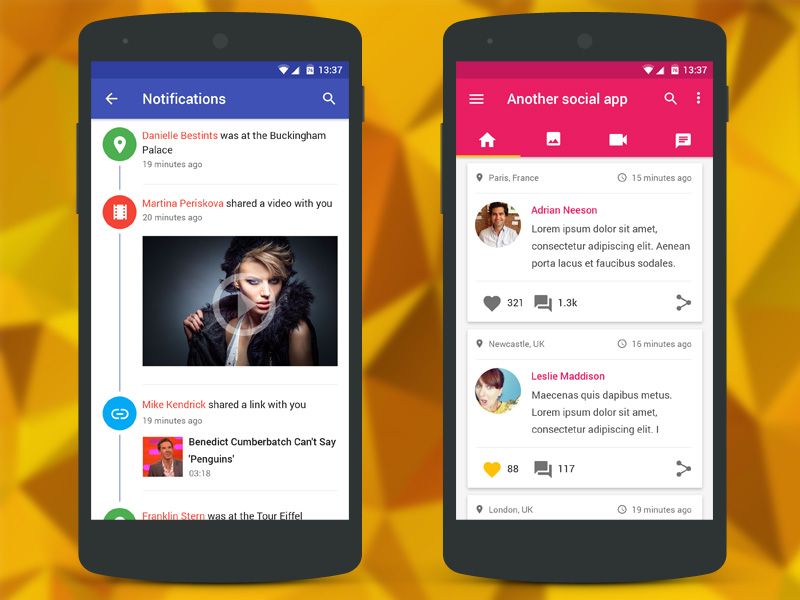 13:37
Notifications
Danielle Bestints was at the Buckingham
Palace
19 minutes ago
Martina Periskova shared a video with you
20 minutes ago
Mike Kendrick shared a link with you
19 minutes ago
Benedict Cumberbatch Can't Say
'Penguins'
03:18
Franklin Stern was at the Tour Eiffel
13:37
Another social app
Paris, France
15 minutes ago
Adrian Neeson
Lorem ipsum dolor sit amet,
consectetur adipiscing elit. Aenean
porta lacus et faucibus sodales.
321
1.3k
Newcastle, UK
16 minutes ago
Leslie Maddison
Maecenas quis dapibus metus.
Lorem ipsum dolor sit amet,
consectetur adipiscing elit. I
88
117
London, UK
19 minutes ago